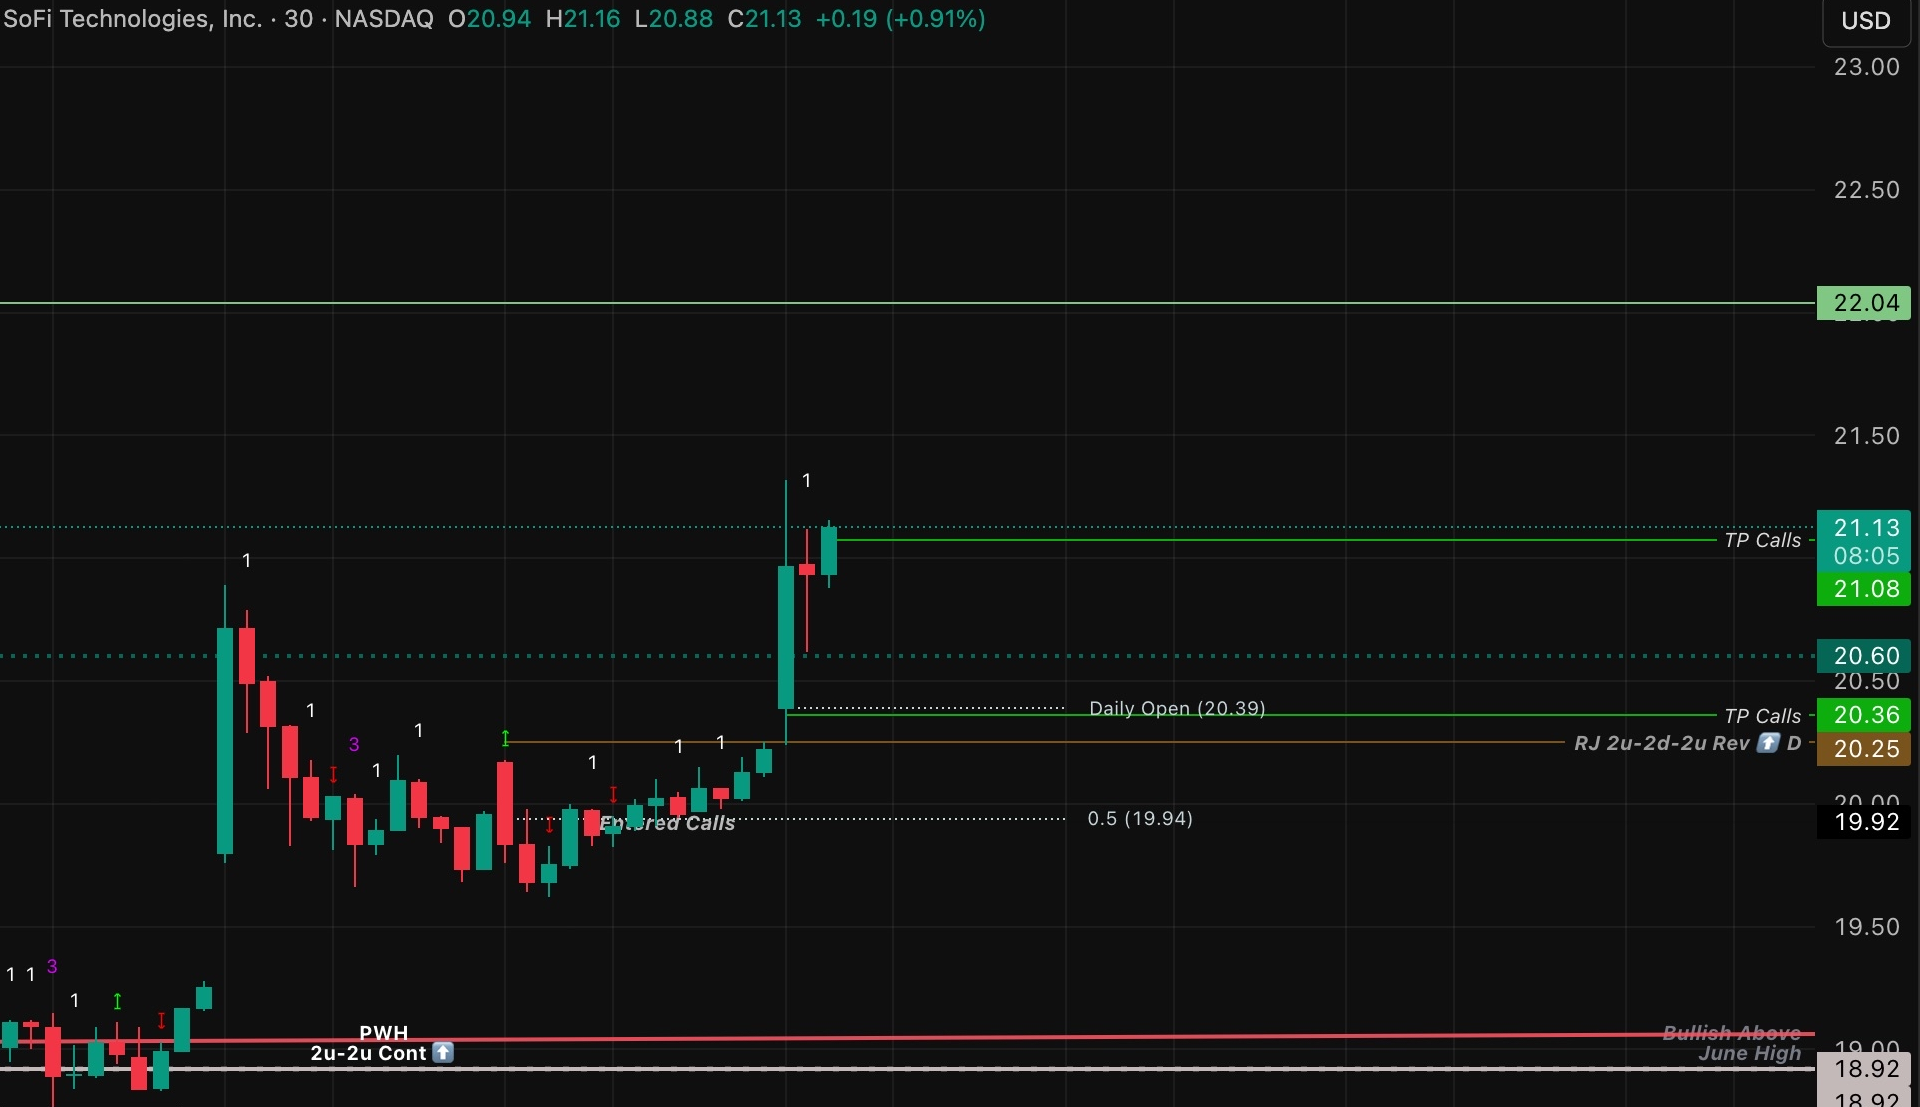 SoFi Technologies, Inc. · 30 · NASDAQ O20.94 H21.16 L20.88 C21.13 +0.19 (+0.91%)
USD
23.00
22.50
22.04
21.50
1
21.13
TP Calls
08:05
1
21.08
20.60
20.50
1
Daily Open (20.39)
TP Calls
20.36
1
3
1
1
1
1
RJ 2u-2d-2u Rev ⬆ D
20.25
1
20.00
Entered Calls
0.5 (19.94)
19.92
19.50
1 1 3
1
PWH
Bullish Above
2u-2u Cont ⬆
June High
19.00
18.92
18.92